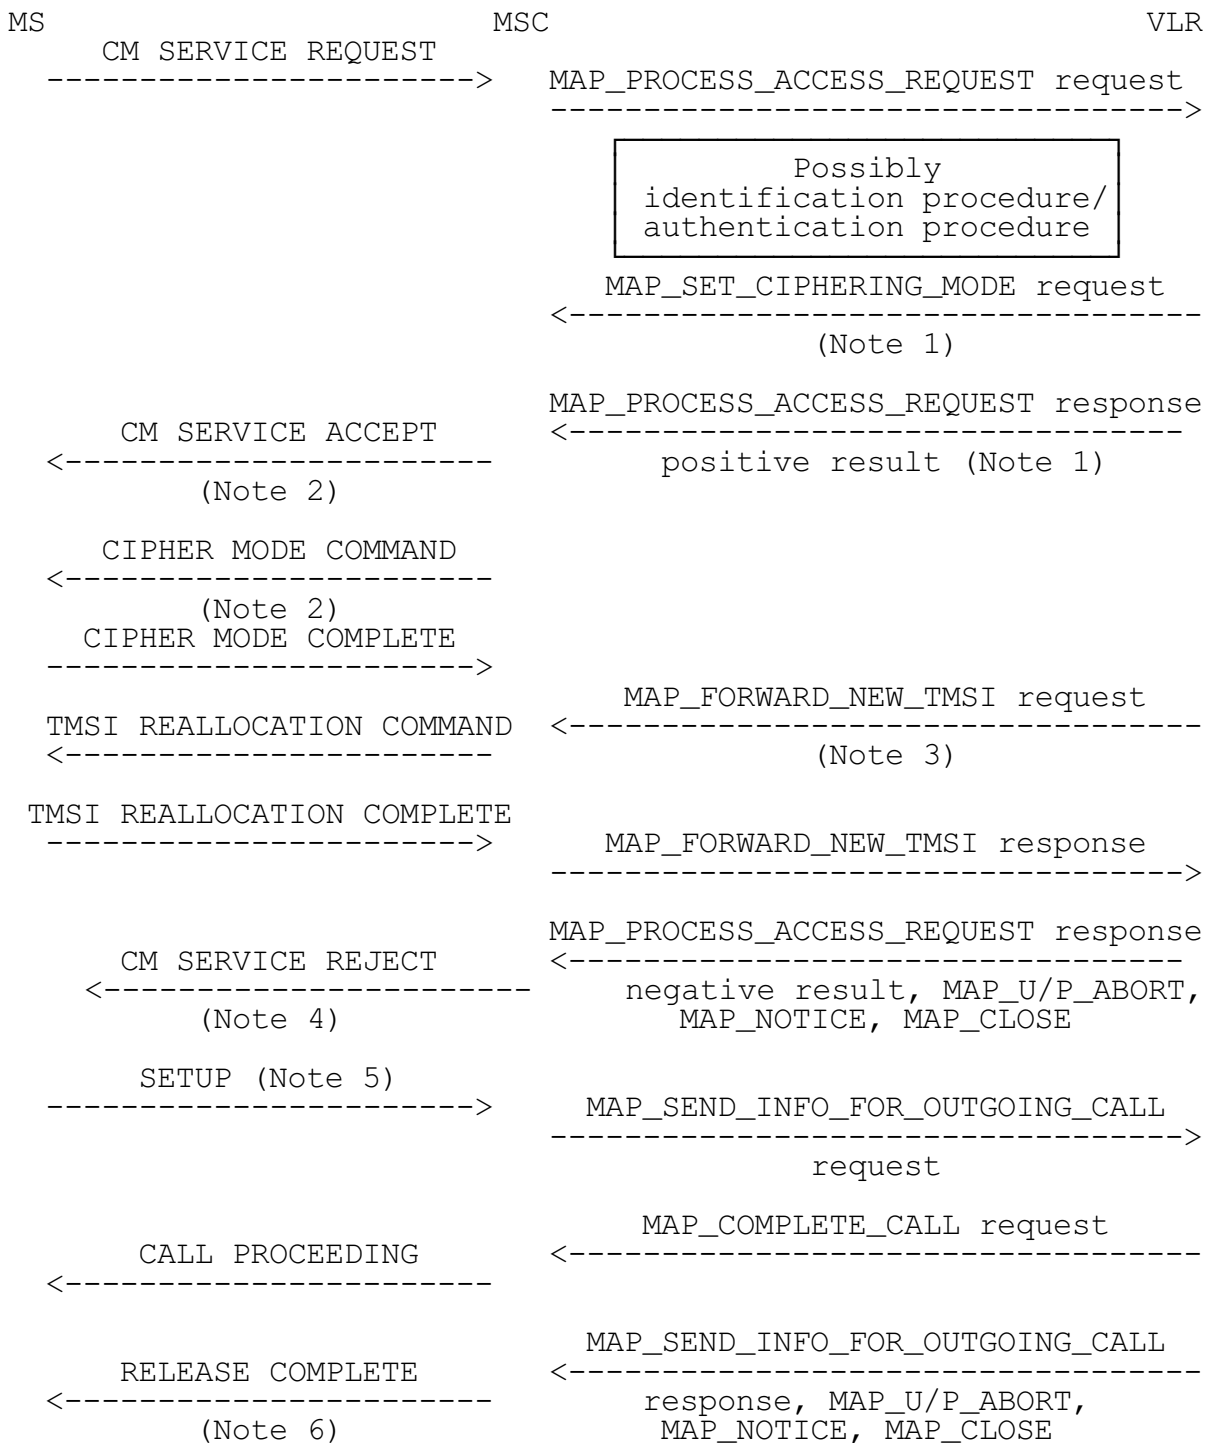 MS MSC VLR
CM SERVICE REQUEST
-----------------------> MAP_PROCESS_ACCESS_REQUEST request
---------------------------------->
Possibly
identification procedure/
authentication procedure
MAP_SET_CIPHERING_MODE request
<----------------------------------
(Note 1)
MAP_PROCESS_ACCESS_REQUEST response
CM SERVICE ACCEPT <---------------------------------
<----------------------- positive result (Note 1)
(Note 2)
CIPHER MODE COMMAND
<-----------------------
(Note 2)
CIPHER MODE COMPLETE
----------------------->
MAP_FORWARD_NEW_TMSI request
TMSI REALLOCATION COMMAND <----------------------------------
<----------------------- (Note 3)
TMSI REALLOCATION COMPLETE
-----------------------> MAP_FORWARD_NEW_TMSI response
---------------------------------->
MAP_PROCESS_ACCESS_REQUEST response
CM SERVICE REJECT <---------------------------------
<----------------------- negative result, MAP_U/P_ABORT,
(Note 4) MAP_NOTICE, MAP_CLOSE
SETUP (Note 5)
-----------------------> MAP_SEND_INFO_FOR_OUTGOING_CALL
---------------------------------->
request
MAP_COMPLETE_CALL request
CALL PROCEEDING <----------------------------------
<-----------------------
MAP_SEND_INFO_FOR_OUTGOING_CALL
RELEASE COMPLETE <----------------------------------
<----------------------- response, MAP_U/P_ABORT,
(Note 6) MAP_NOTICE, MAP_CLOSE